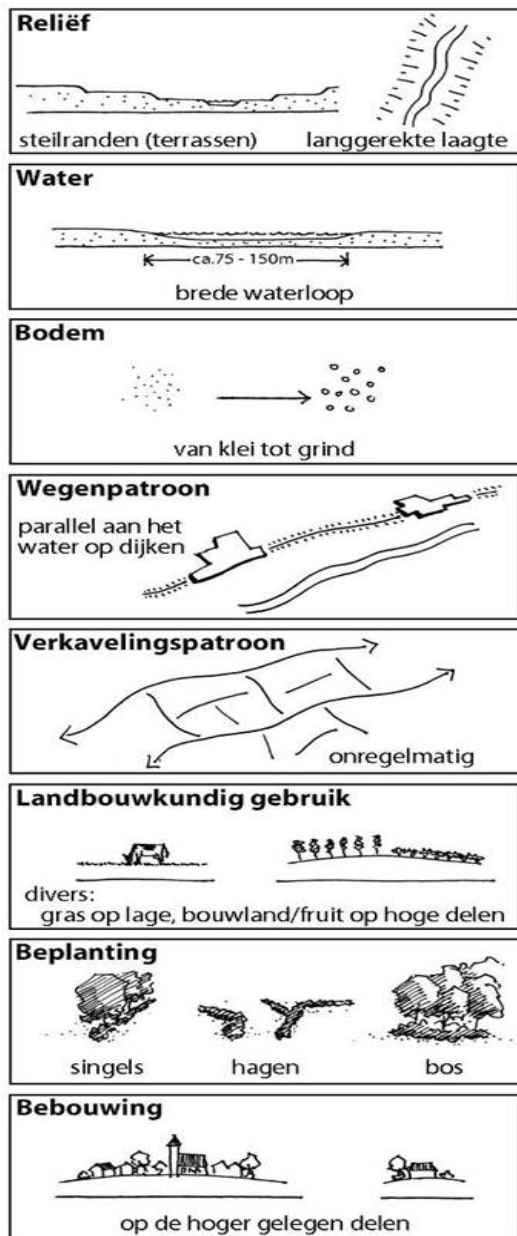 Reliëf
steilranden (terrassen) langgerekte laagte
Water
ca.75 - 150m
brede waterloop
Bodem
van klei tot grind
Wegenpatroon
parallel aan het
water op dijken
Verkavelingspatroon
onregelmatig
Landbouwkundig gebruik
divers:
gras op lage, bouwland/fruit op hoge delen
Beplanting
singels hagen bos
Bebouwing
op de hoger gelegen delen